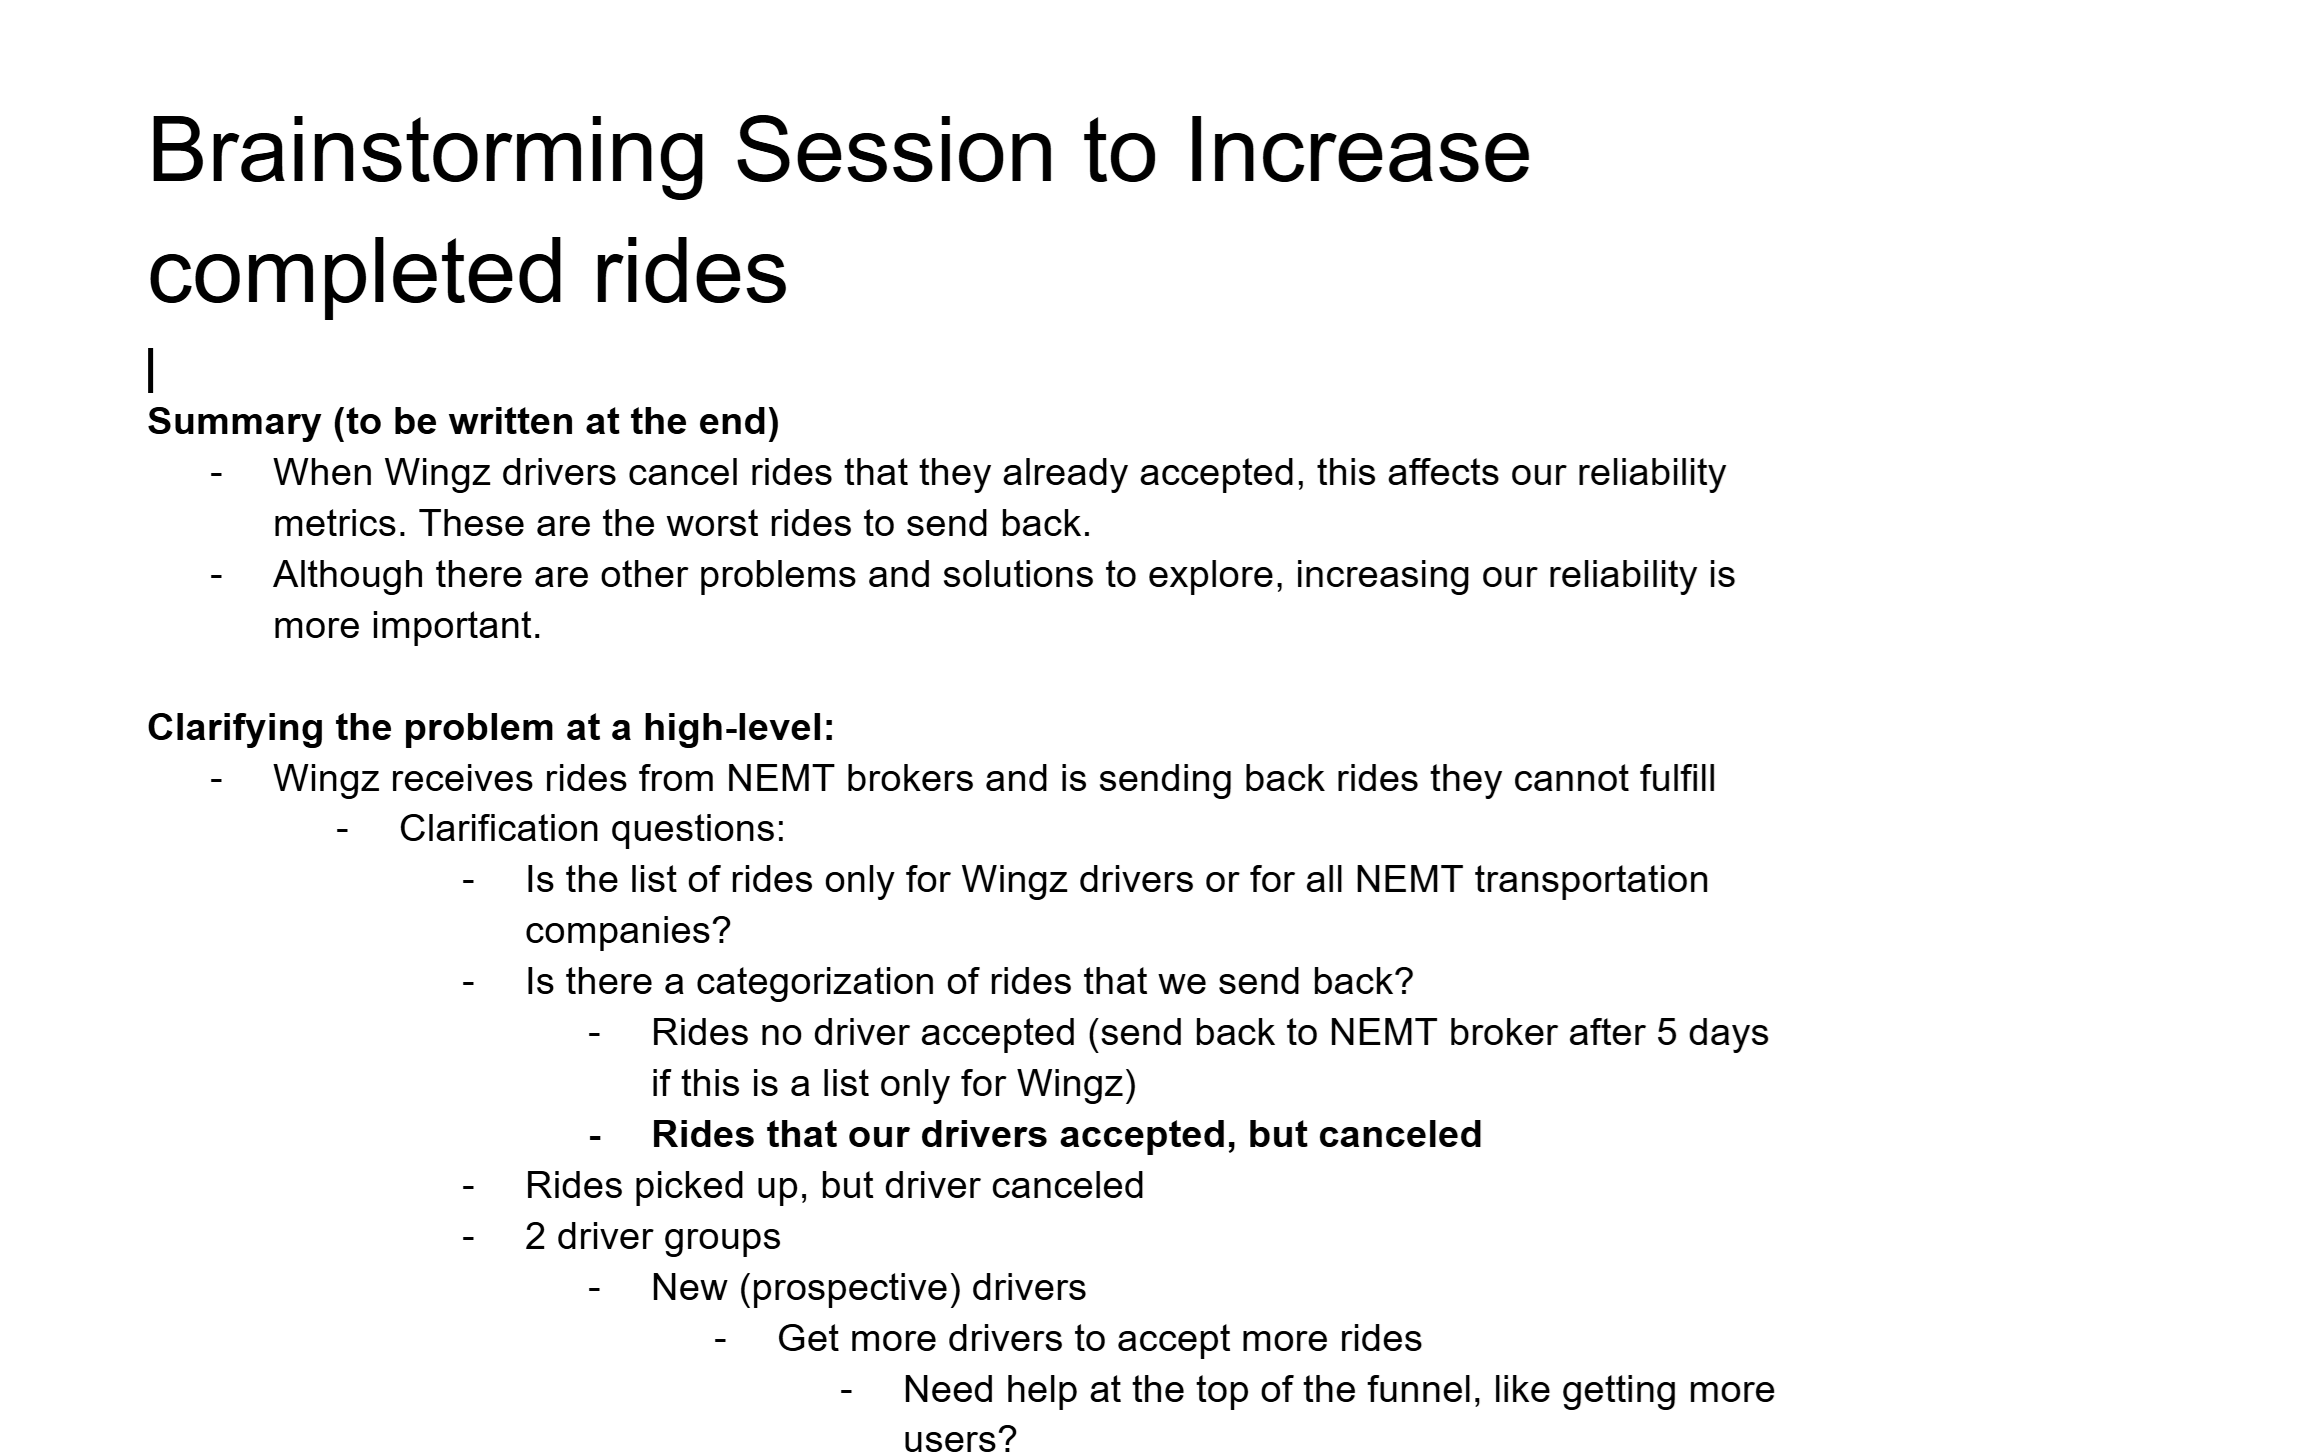 Brainstorming Session to Increase
completed rides
Summary (to be written at the end)
- When Wingz drivers cancel rides that they already accepted, this affects our reliability
metrics. These are the worst rides to send back.
- Although there are other problems and solutions to explore, increasing our reliability is
more important.
Clarifying the problem at a high-level:
- Wingz receives rides from NEMT brokers and is sending back rides they cannot fulfill
- Clarification questions:
- Is the list of rides only for Wingz drivers or for all NEMT transportation
companies?
- Is there a categorization of rides that we send back?
- Rides no driver accepted (send back to NEMT broker after 5 days
if this is a list only for Wingz)
- Rides that our drivers accepted, but canceled
- Rides picked up, but driver canceled
- 2 driver groups
- New (prospective) drivers
- Get more drivers to accept more rides
- Need help at the top of the funnel, like getting more
users?